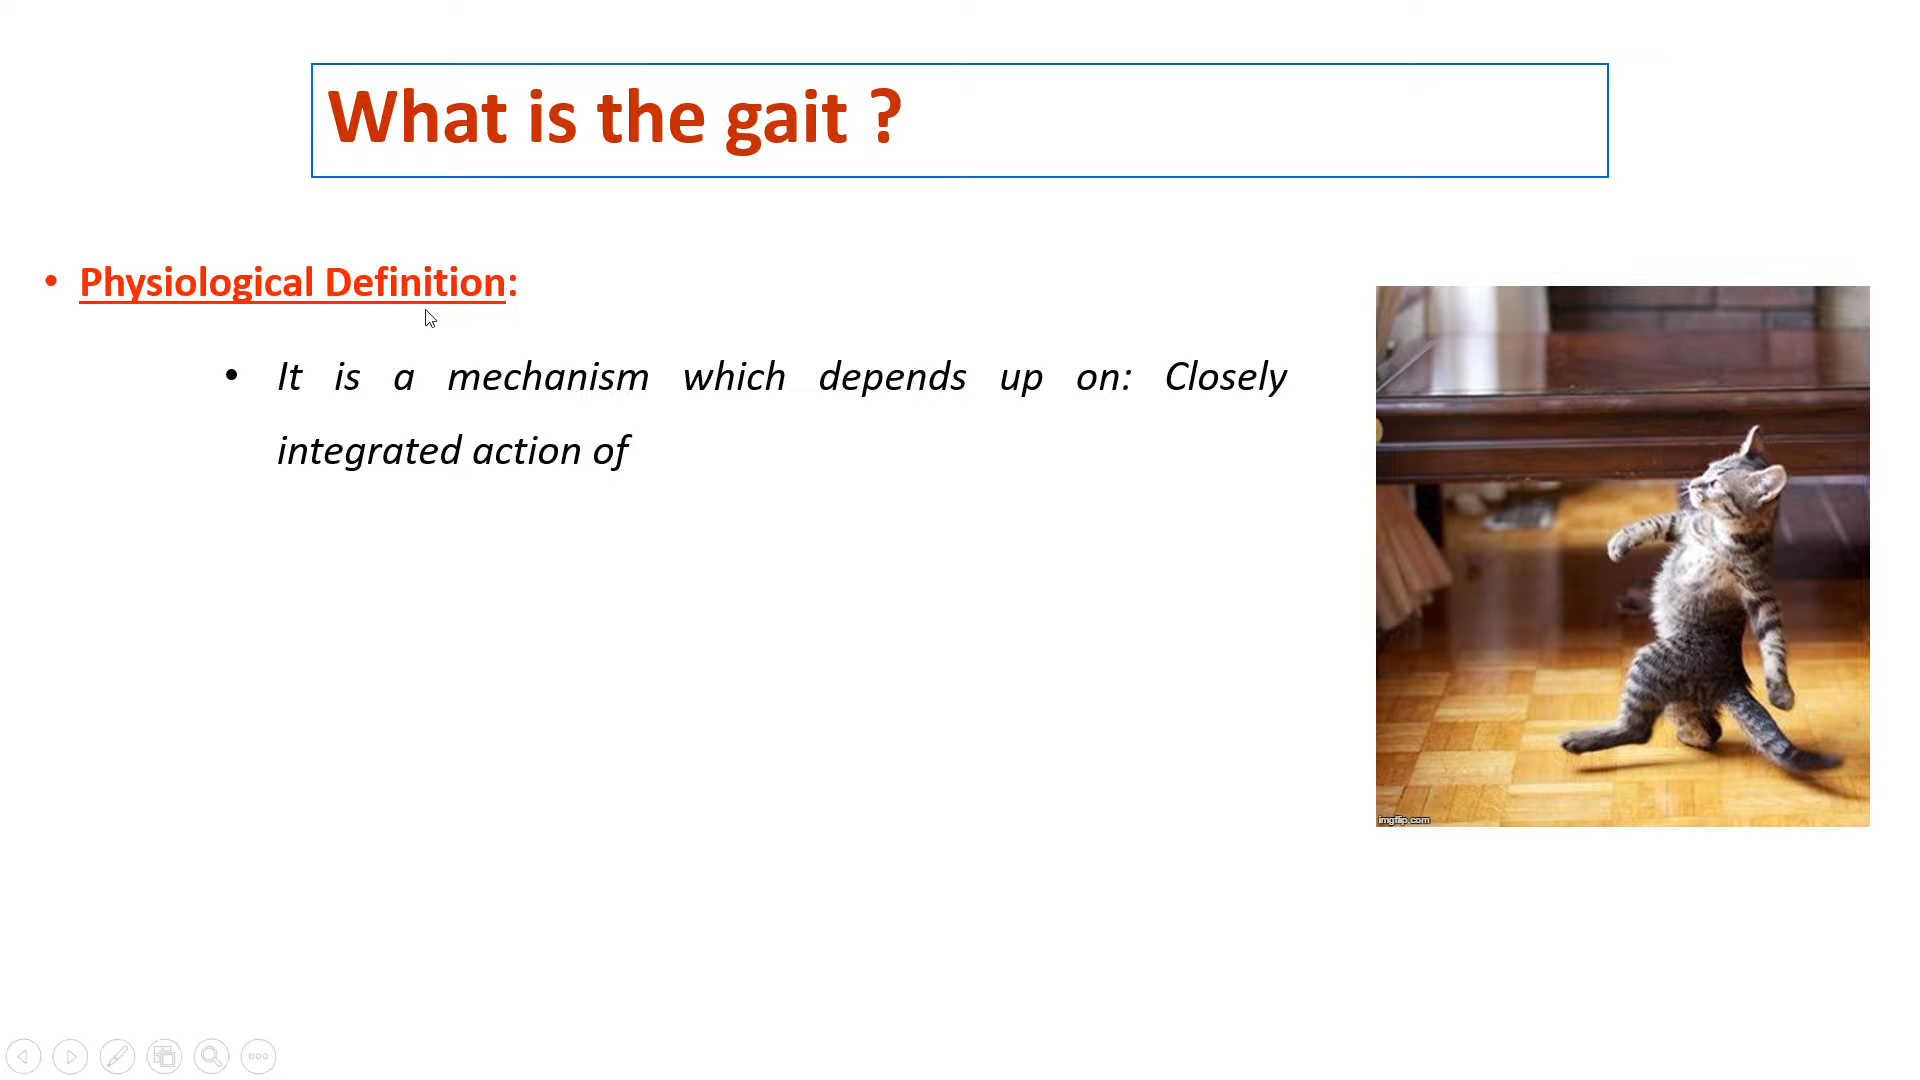 What is the gait ?
• Physiological Definition:
• It is a mechanism which depends up on: Closely
integrated action of
imgflip.com